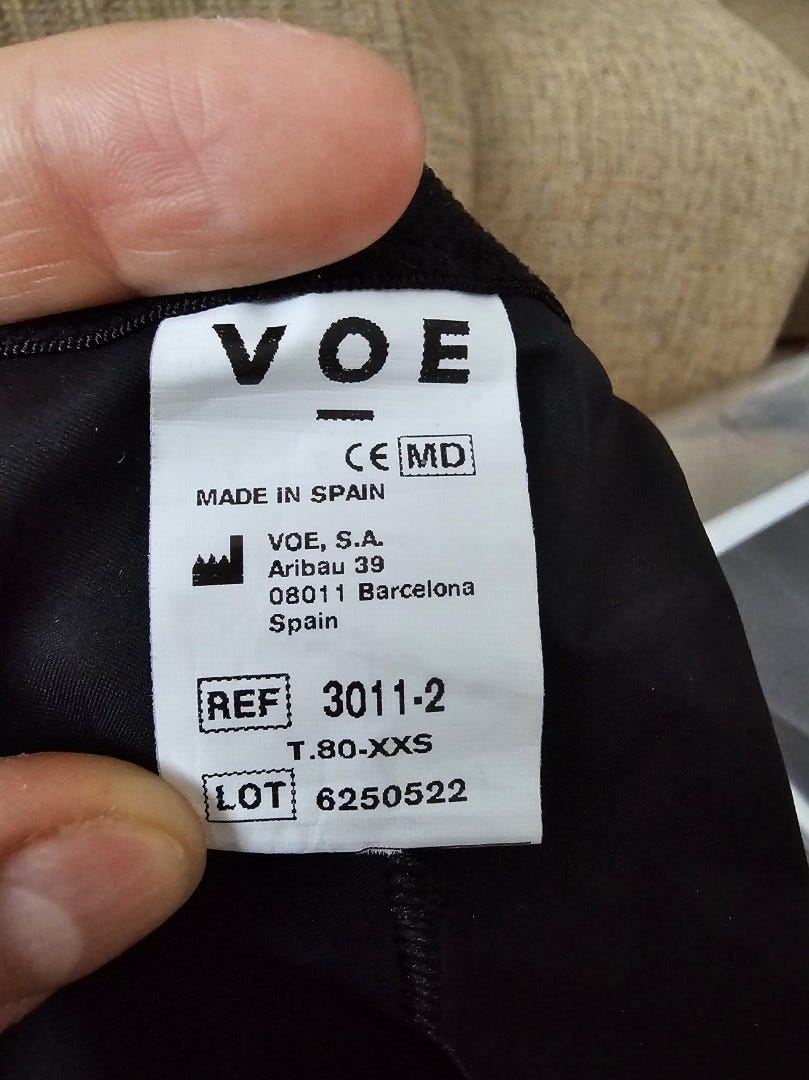 VOE
CE MD
MADE IN SPAIN
VOE, S.A.
Aribau 39
08011 Barcelona
Spain
REF 3011-2
T.80-XXS
LOT 6250522